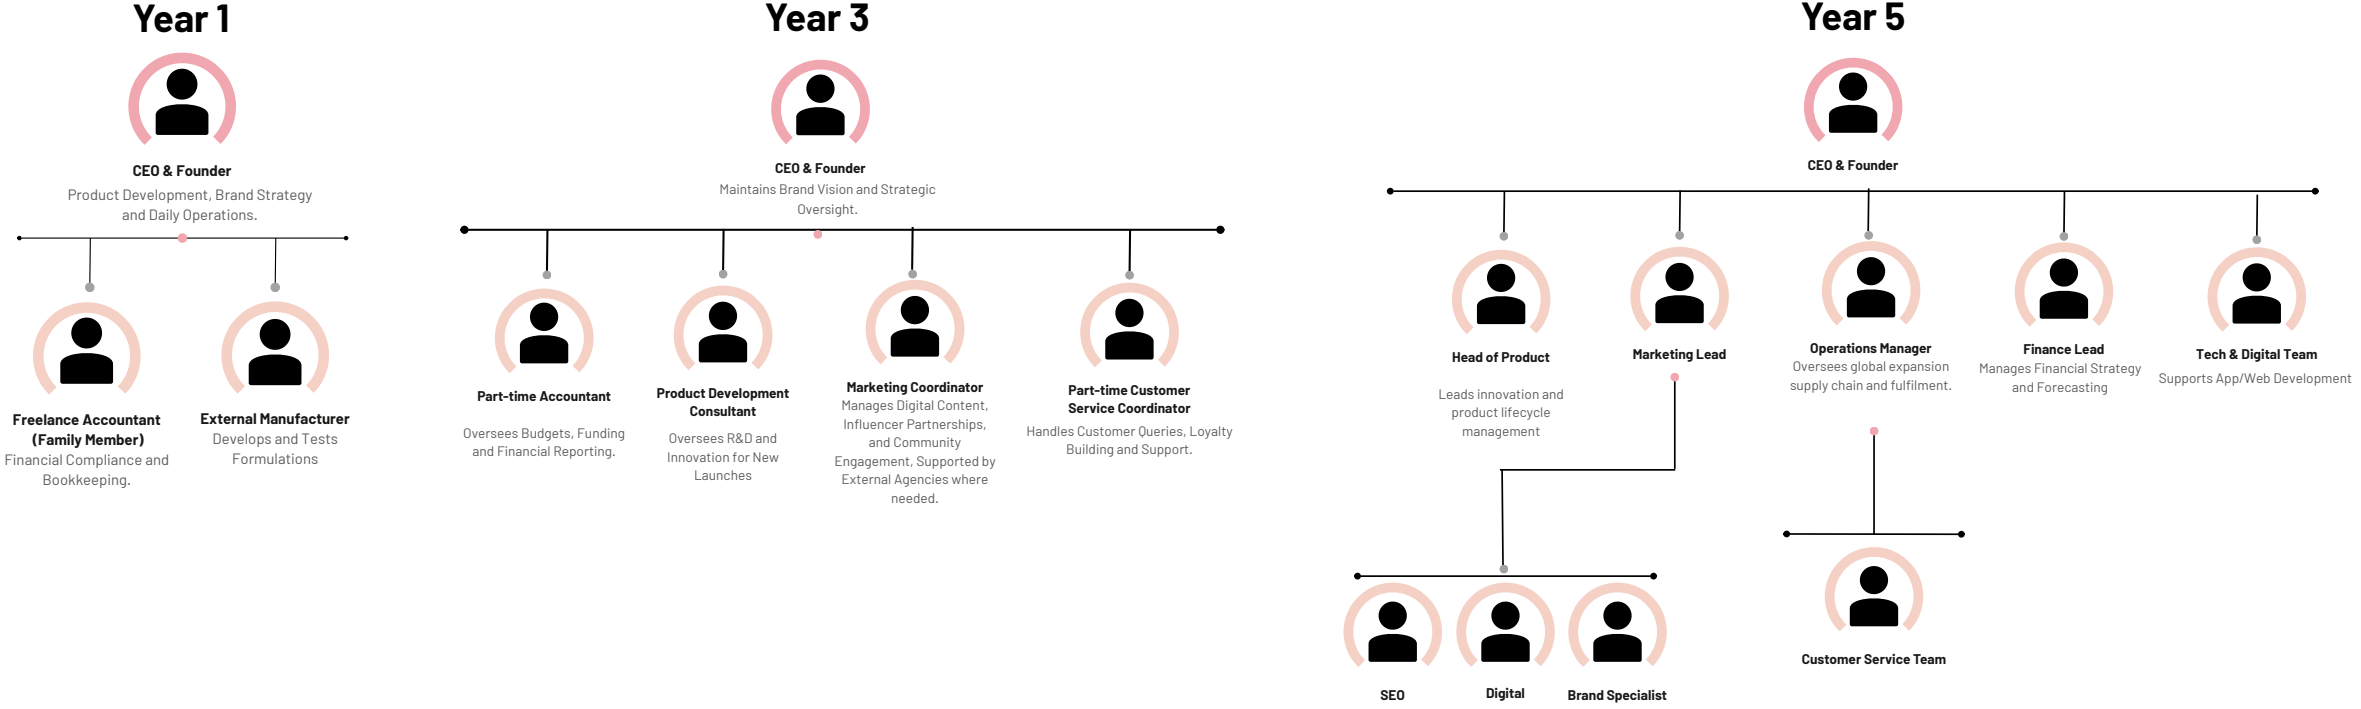 Year 1
CEO & Founder
Product Development, Brand Strategy
and Daily Operations.
Freelance Accountant
(Family Member)
Financial Compliance and
Bookkeeping.
External Manufacturer
Develops and Tests
Formulations
Year 3
CEO & Founder
Maintains Brand Vision and Strategic
Oversight.
Part-time Accountant
Oversees Budgets, Funding
and Financial Reporting.
Product Development
Consultant
Oversees R&D and
Innovation for New
Launches
Marketing Coordinator
Manages Digital Content,
Influencer Partnerships,
and Community
Engagement, Supported by
External Agencies where
needed.
Part-time Customer
Service Coordinator
Handles Customer Queries, Loyalty
Building and Support.
Year 5
CEO & Founder
Head of Product
Leads innovation and
product lifecycle
management
Marketing Lead
Operations Manager
Oversees global expansion
supply chain and fulfilment.
Finance Lead
Manages Financial Strategy
and Forecasting
Tech & Digital Team
Supports App/Web Development
SEO
Digital
Brand Specialist
Customer Service Team